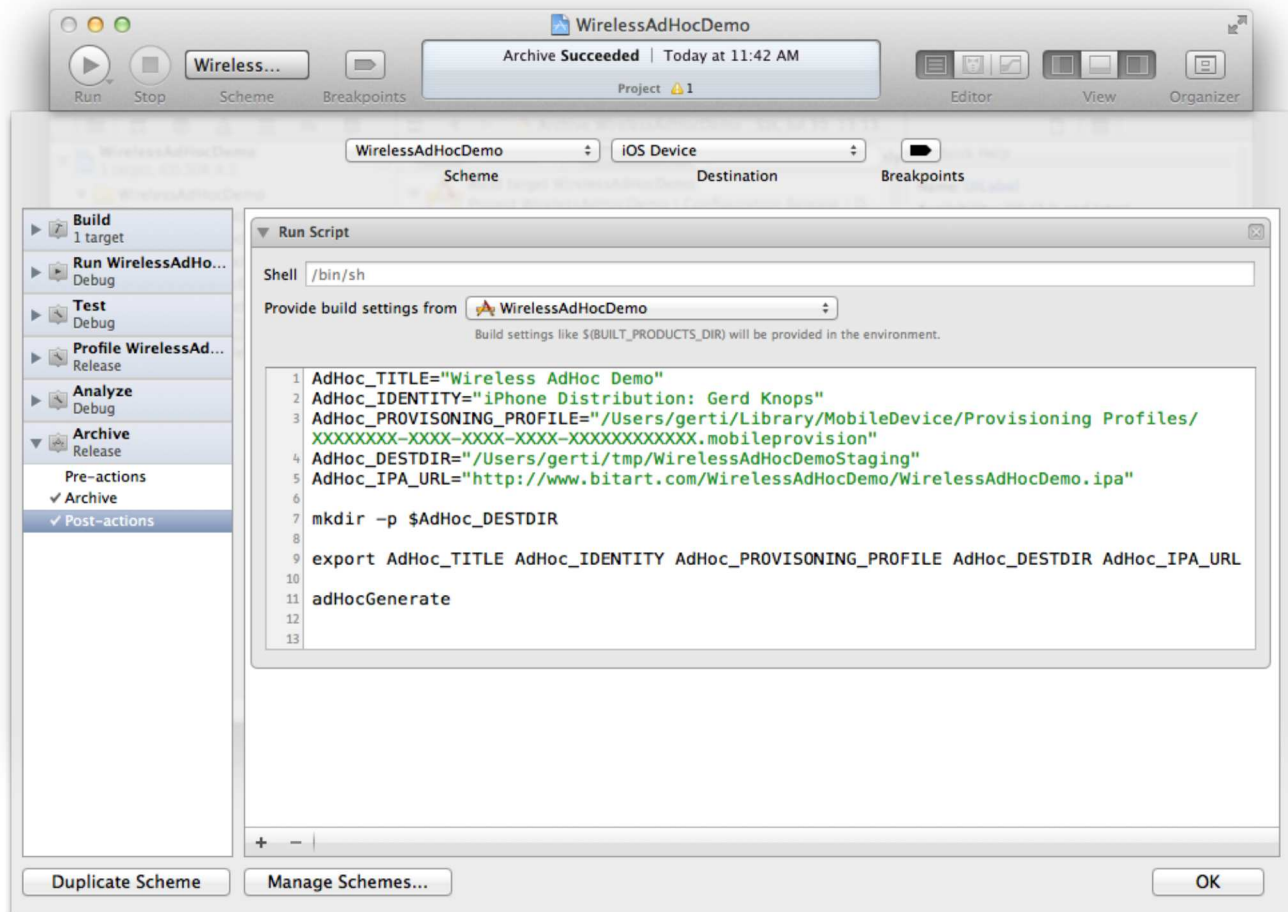 WirelessAdHocDemo
Archive Succeeded | Today at 11:42 AM
Project 1
Wireless...
Run Stop Scheme Breakpoints Editor View Organizer
WirelessAdHocDemo iOS Device
Scheme Destination Breakpoints
Build
1 target
Run WirelessAdHo...
Debug
Test
Debug
Profile WirelessAd...
Release
Analyze
Debug
Archive
Release
Pre-actions
Archive
Post-actions
Run Script
Shell /bin/sh
Provide build settings from WirelessAdHocDemo
Build settings like $(BUILT_PRODUCTS_DIR) will be provided in the environment.
1 AdHoc_TITLE="Wireless AdHoc Demo"
2 AdHoc_IDENTITY="iPhone Distribution: Gerd Knops"
3 AdHoc_PROVISONING_PROFILE="/Users/gerti/Library/MobileDevice/Provisioning Profiles/
XXXXXXXX-XXXX-XXXX-XXXX-XXXXXXXXXXXX.mobileprovision"
4 AdHoc_DESTDIR="/Users/gerti/tmp/WirelessAdHocDemoStaging"
5 AdHoc_IPA_URL="http://www.bitart.com/WirelessAdHocDemo/WirelessAdHocDemo.ipa"
6
7 mkdir -p $AdHoc_DESTDIR
8
9 export AdHoc_TITLE AdHoc_IDENTITY AdHoc_PROVISONING_PROFILE AdHoc_DESTDIR AdHoc_IPA_URL
10
11 adHocGenerate
12
13
Duplicate Scheme Manage Schemes... OK